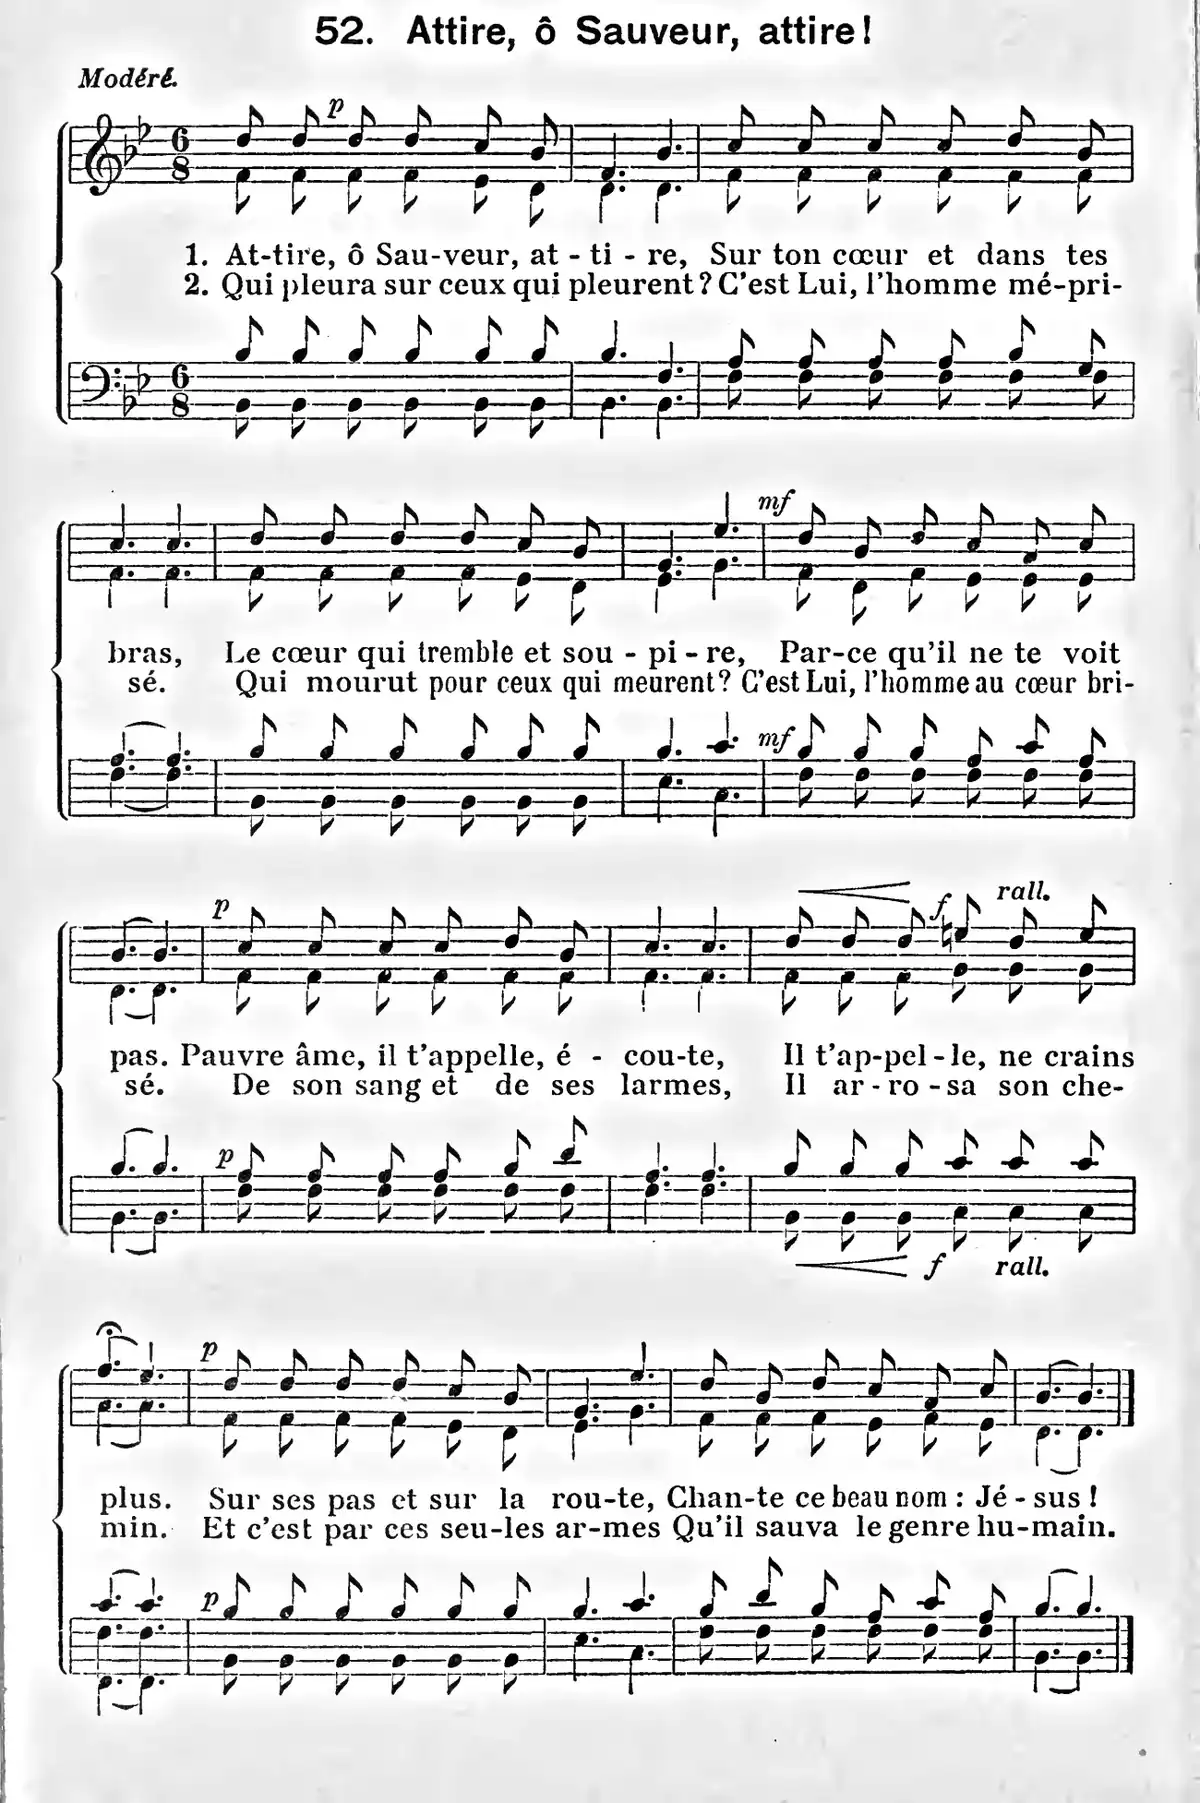 52. Attire, ô Sauveur, attire!
Modéré.
p
1. At-tire, ô Sau-veur, at - ti - re, Sur ton cœur et dans tes
2. Qui pleura sur ceux qui pleurent? C'est Lui, l'homme mé-pri-
mf
bras, Le cœur qui tremble et sou - pi - re, Par-ce qu'il ne te voit
sé. Qui mourut pour ceux qui meurent? C'est Lui, l'homme au cœur bri-
mf
p f rall.
pas. Pauvre âme, il t'appelle, é - cou-te, Il t'ap-pel - le, ne crains
sé. De son sang et de ses larmes, Il ar - ro - sa son che-
p
f rall.
p
plus. Sur ses pas et sur la rou-te, Chan-te ce beau nom : Jé - sus!
min. Et c'est par ces seu-les ar-mes Qu'il sauva le genre hu-main.
p